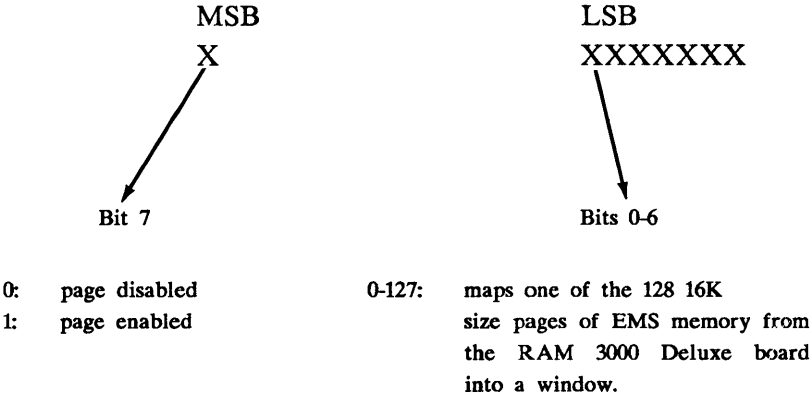 MSB LSB
X XXXXXXX
Bit 7 Bits 0-6
0: page disabled 0-127: maps one of the 128 16K
1: page enabled size pages of EMS memory from
the RAM 3000 Deluxe board
into a window.